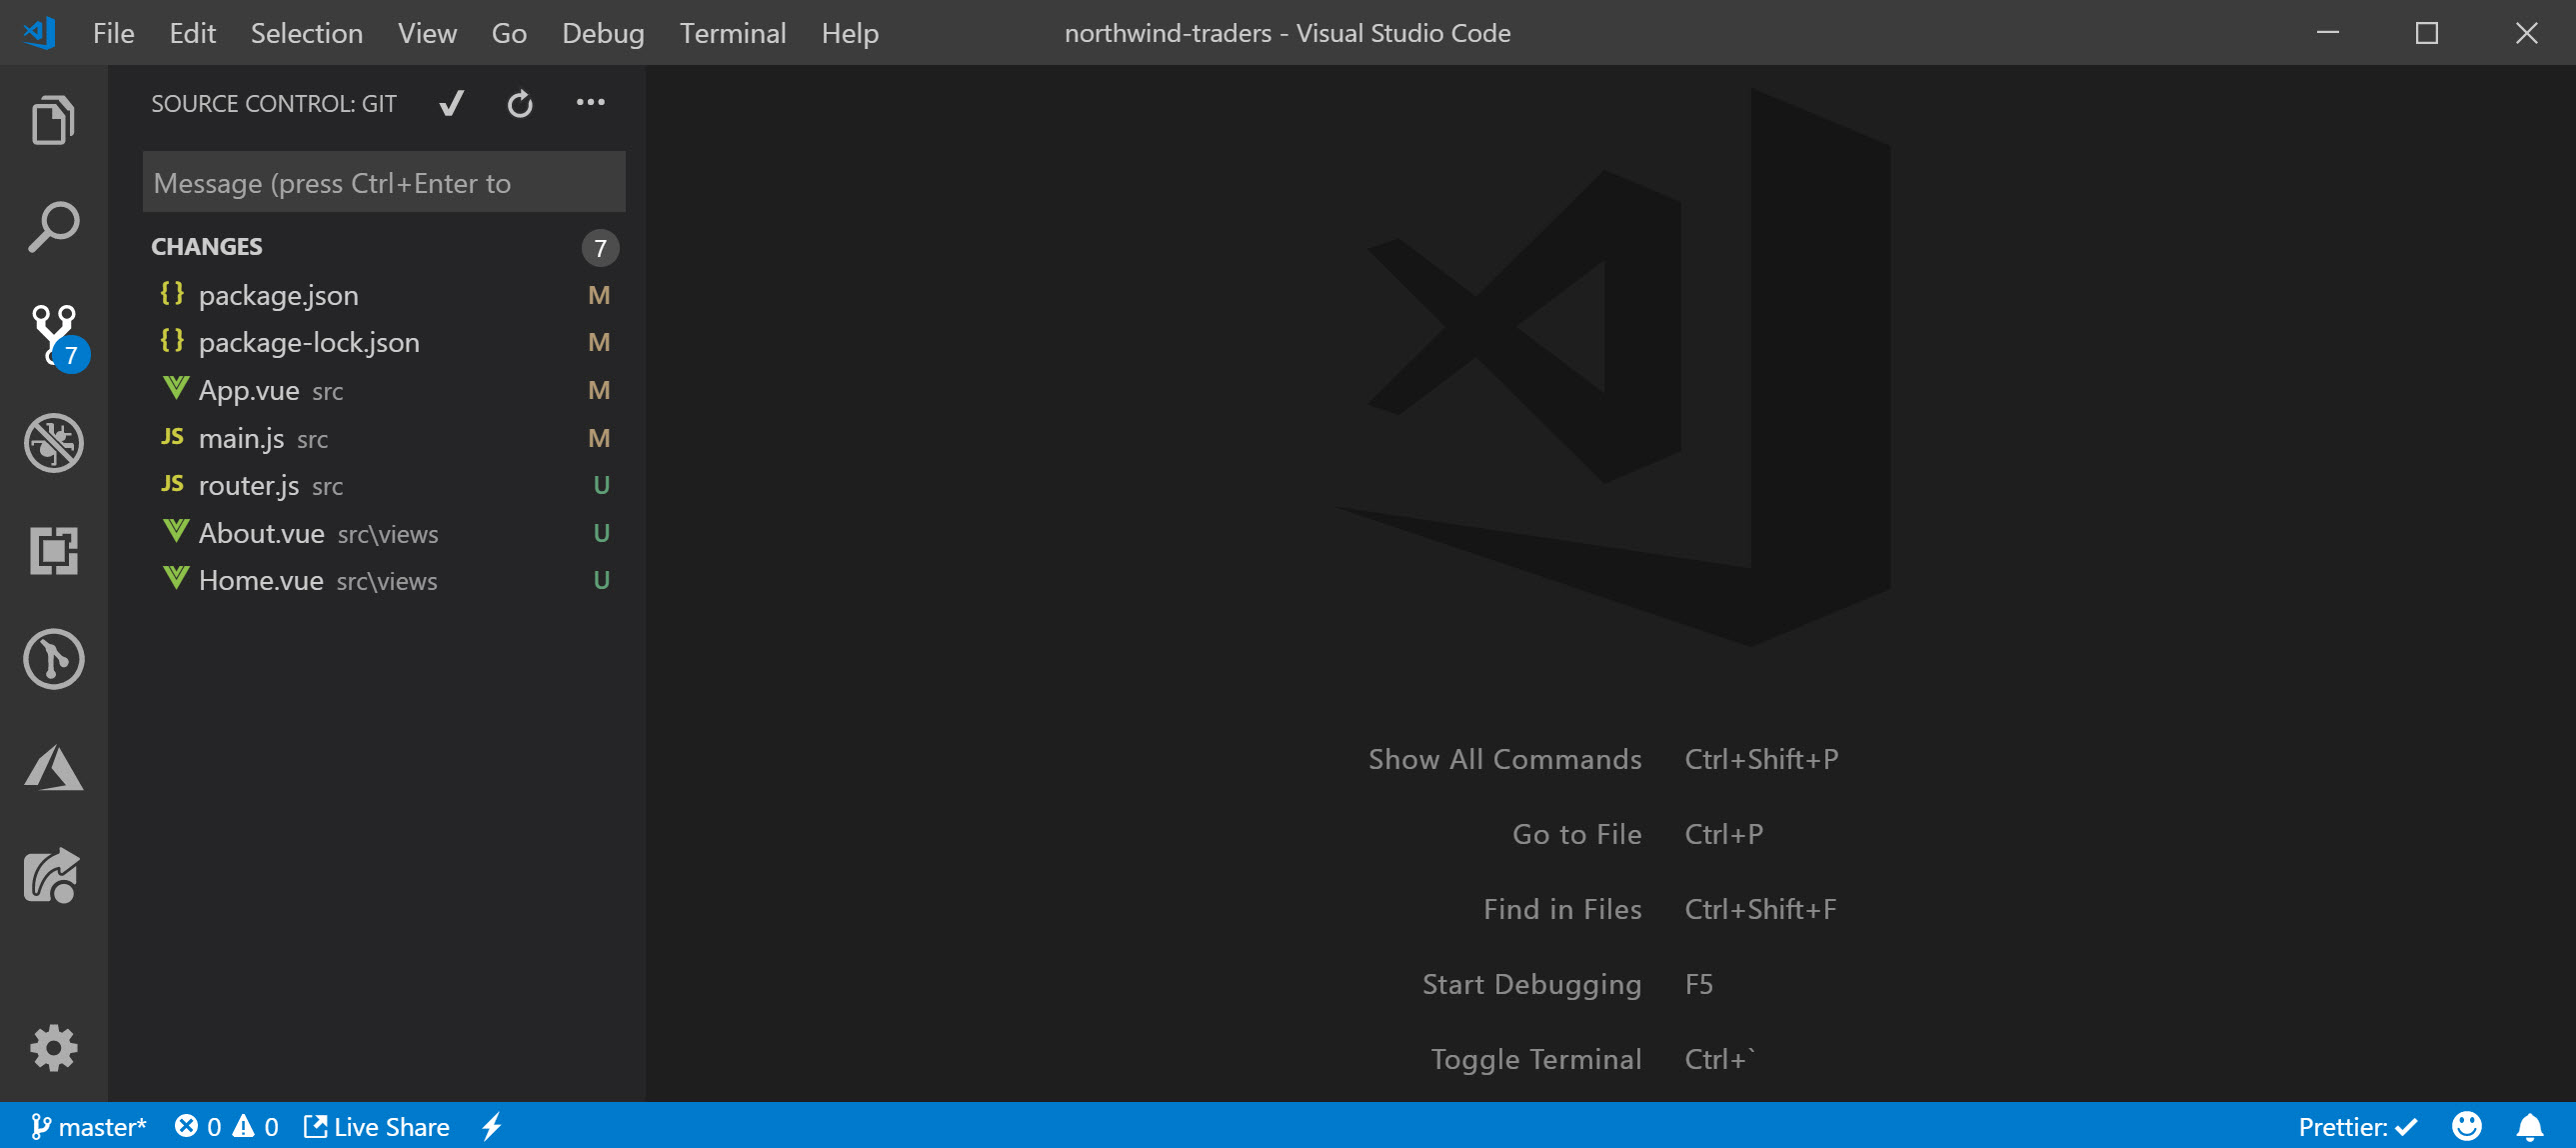 File Edit Selection View Go Debug Terminal Help northwind-traders - Visual Studio Code
SOURCE CONTROL: GIT
Message (press Ctrl+Enter to
CHANGES 7
{ } package.json M
{ } package-lock.json M
App.vue src M
JS main.js src M
JS router.js src U
About.vue src\views U
Home.vue src\views U
7
Show All Commands Ctrl+Shift+P
Go to File Ctrl+P
Find in Files Ctrl+Shift+F
Start Debugging F5
Toggle Terminal Ctrl+`
master* 0 0 Live Share Prettier: